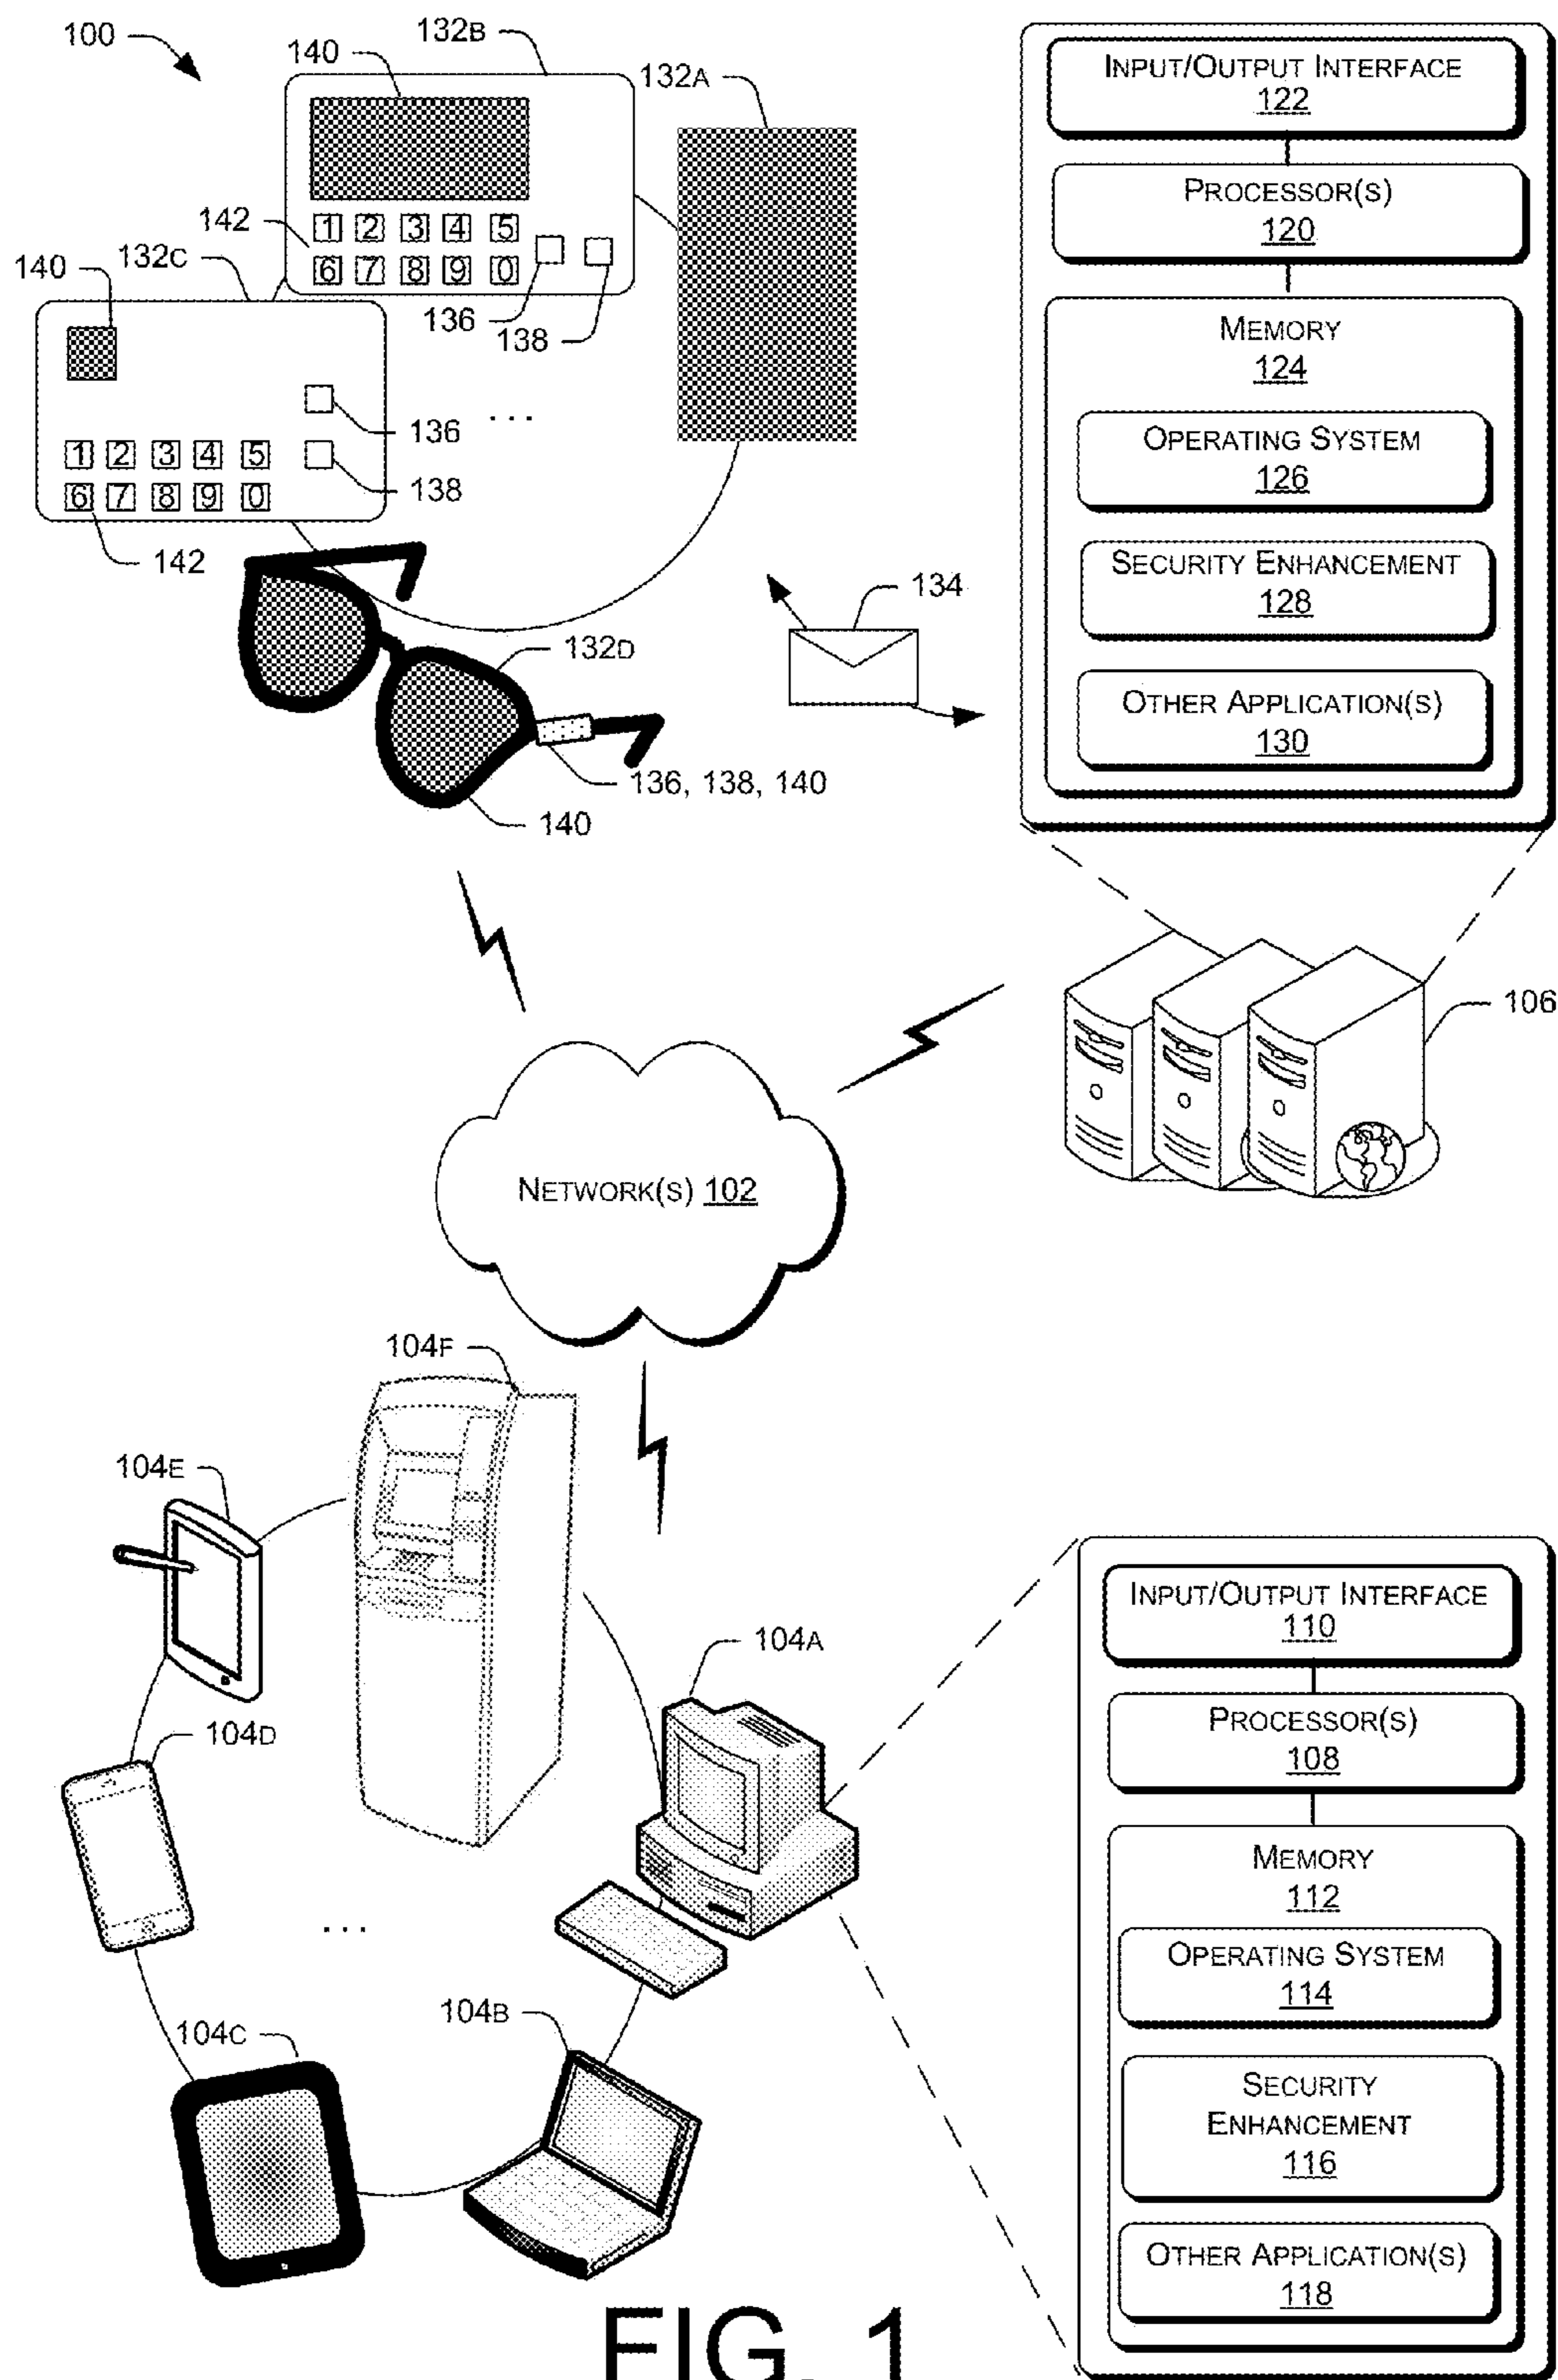 100
132B
140
132A
142
1 2 3 4 5
6 7 8 9 0
136
138
140
132C
136
...
1 2 3 4 5
6 7 8 9 0
138
142
132D
136, 138, 140
140
134
INPUT/OUTPUT INTERFACE
122
PROCESSOR(S)
120
MEMORY
124
OPERATING SYSTEM
126
SECURITY ENHANCEMENT
128
OTHER APPLICATION(S)
130
106
NETWORK(S) 102
104F
104E
104A
104D
...
104B
104C
INPUT/OUTPUT INTERFACE
110
PROCESSOR(S)
108
MEMORY
112
OPERATING SYSTEM
114
SECURITY
ENHANCEMENT
116
OTHER APPLICATION(S)
118
FIG. 1